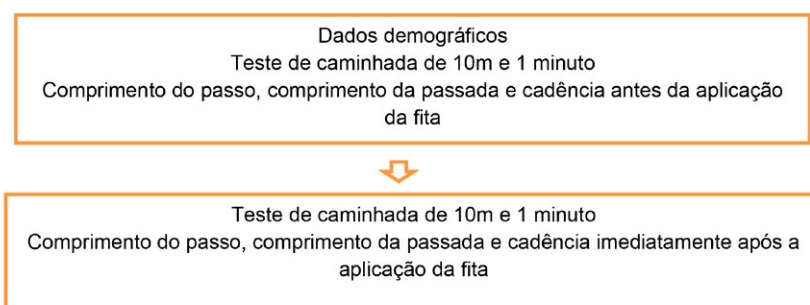 Dados demográficos
Teste de caminhada de 10m e 1 minuto
Comprimento do passo, comprimento da passada e cadência antes da aplicação
da fita
Teste de caminhada de 10m e 1 minuto
Comprimento do passo, comprimento da passada e cadência imediatamente após a
aplicação da fita